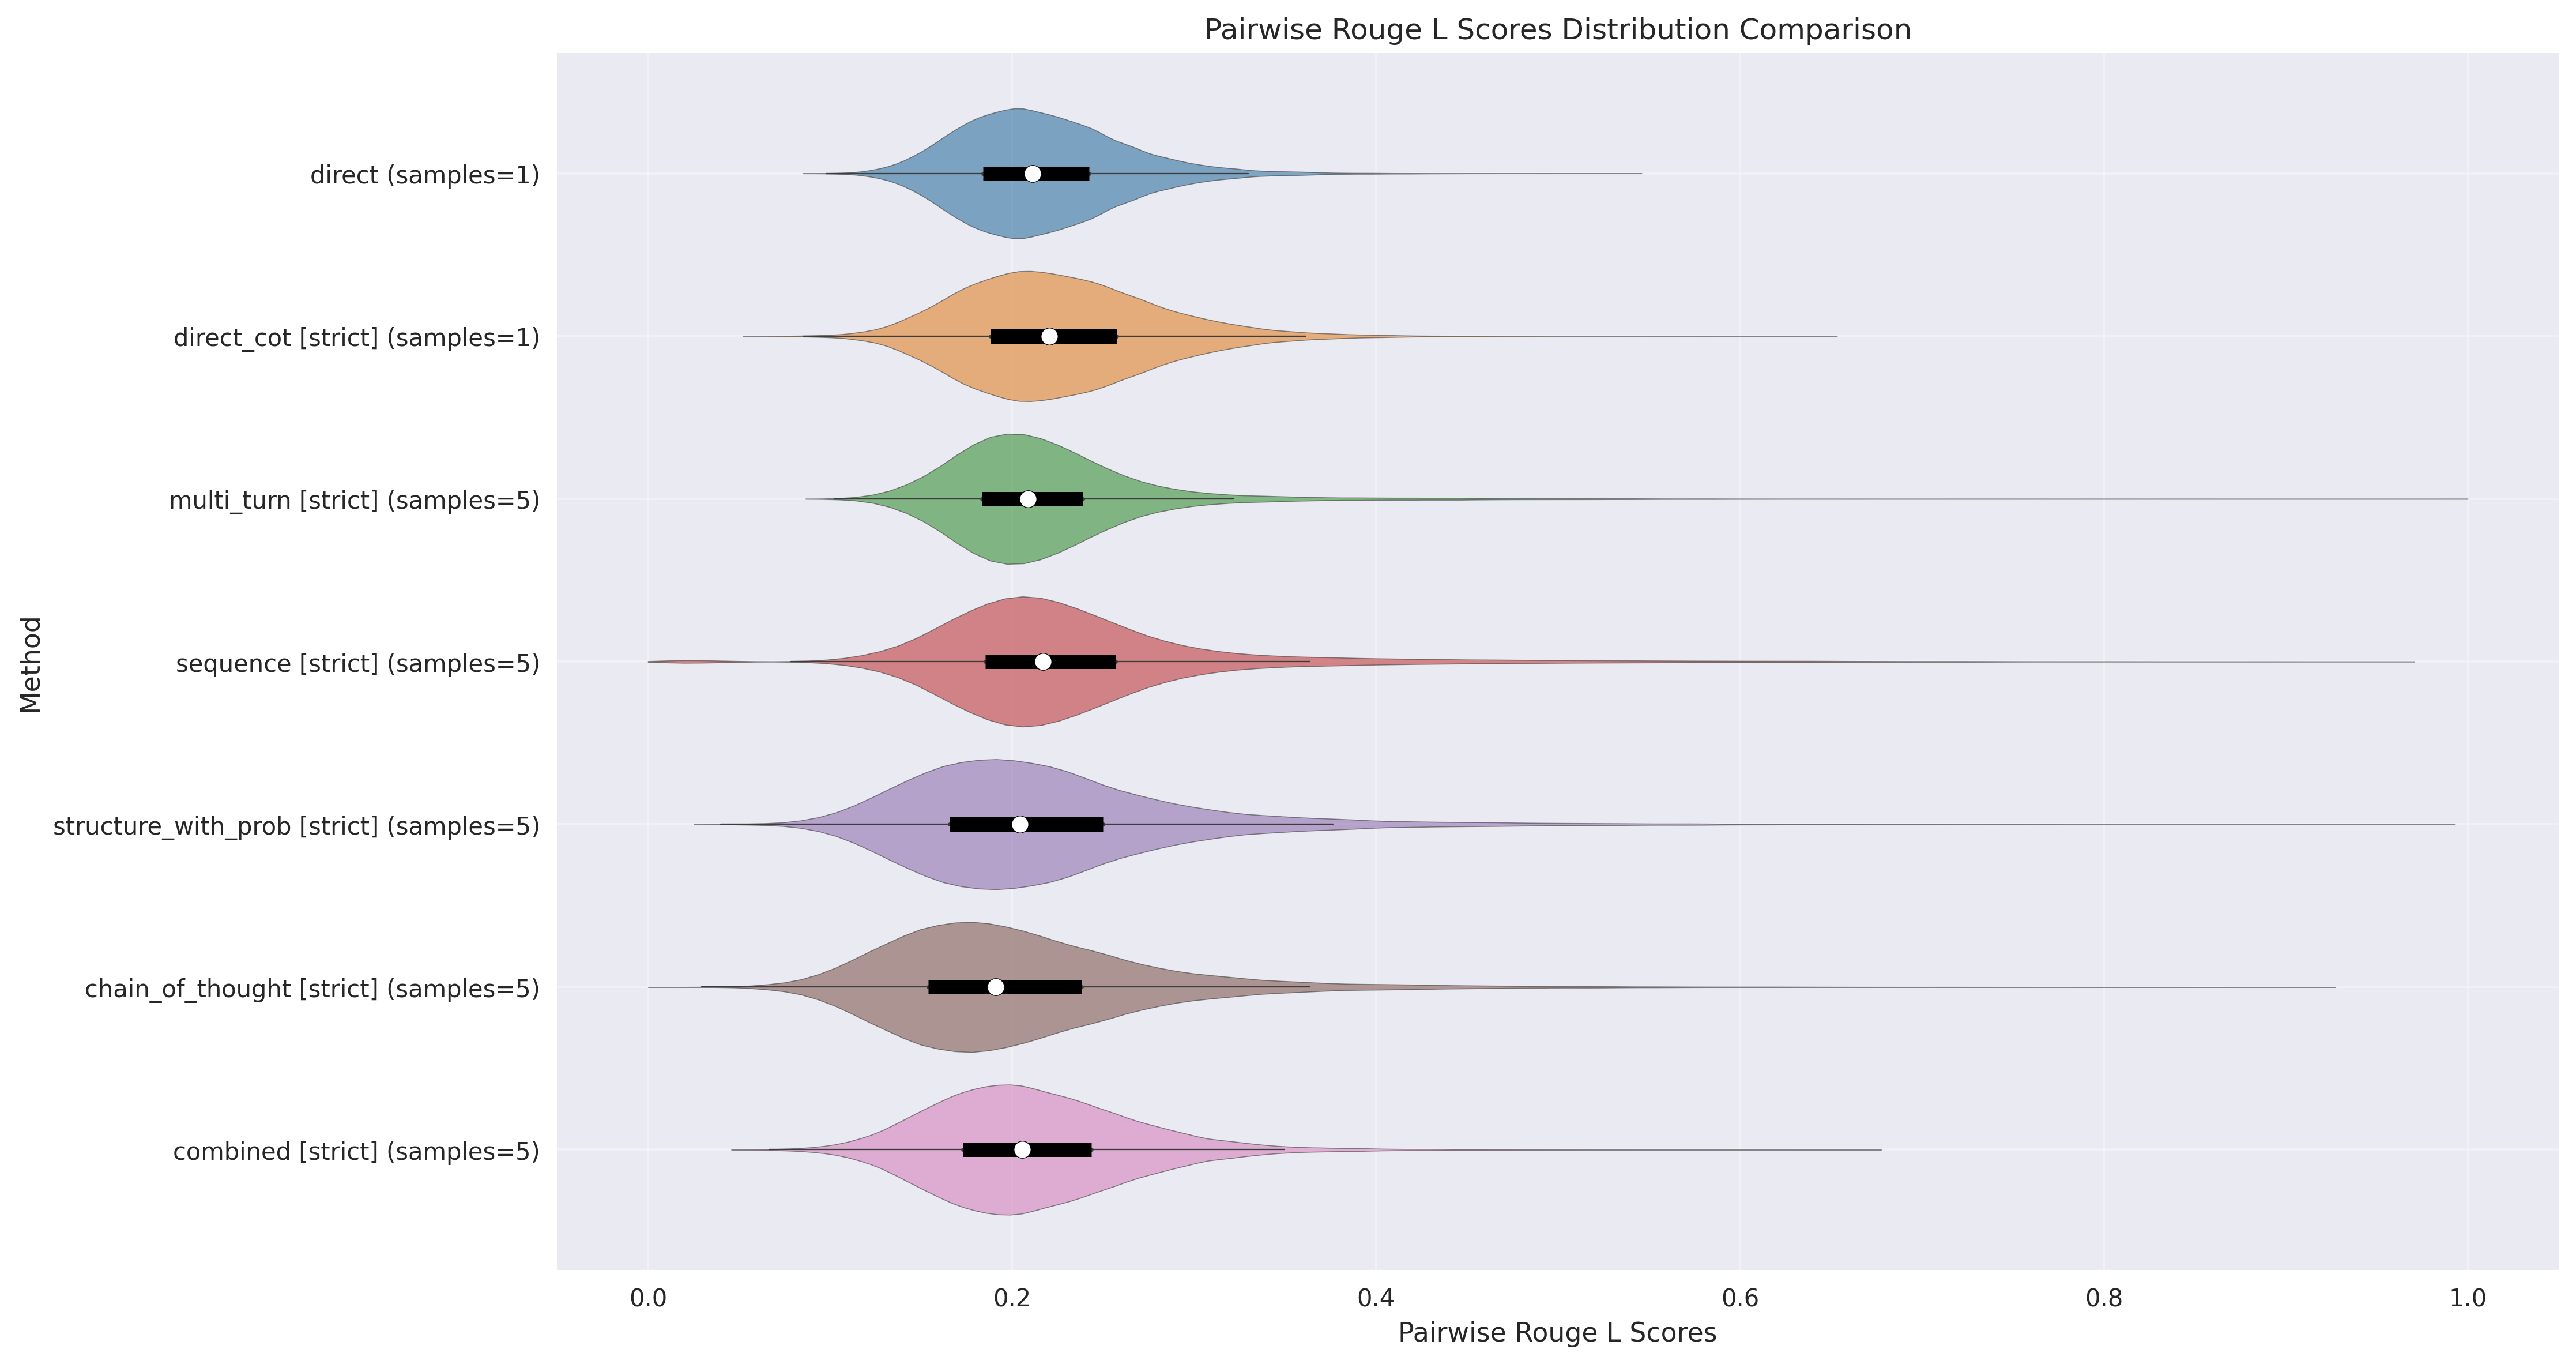 Pairwise Rouge L Scores Distribution Comparison
Method
direct (samples=1)
direct_cot [strict] (samples=1)
multi_turn [strict] (samples=5)
sequence [strict] (samples=5)
structure_with_prob [strict] (samples=5)
chain_of_thought [strict] (samples=5)
combined [strict] (samples=5)
0.0 0.2 0.4 0.6 0.8 1.0
Pairwise Rouge L Scores